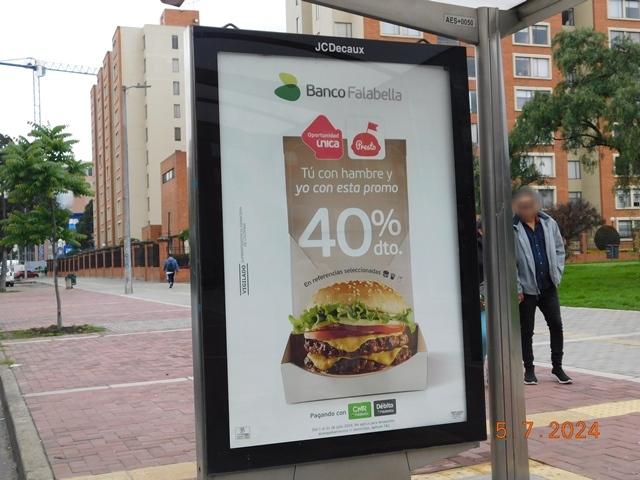 AES+0050
JCDecaux
Banco Falabella
Oportunidad
única
Presto
Tú con hambre y
yo con esta promo
40% dto.
En referencias seleccionadas
VIGILADO
Pagando con CMR Débito
5.7.2024